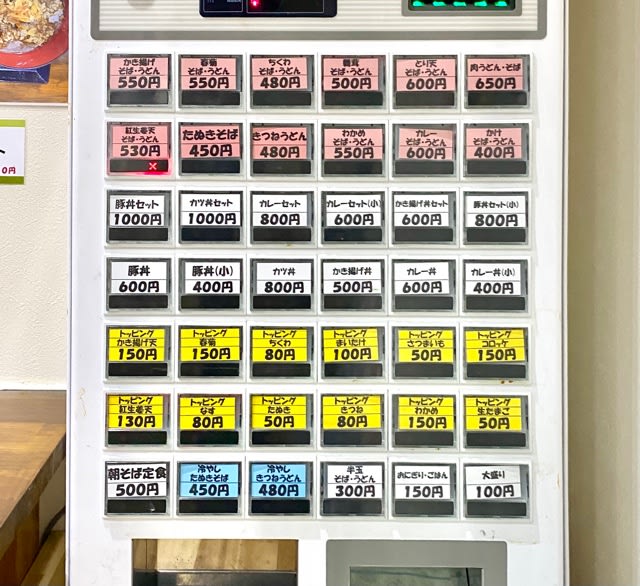 かき揚げ
そば・うどん
550円
春菊
そば・うどん
550円
ちくわ
そば・うどん
480円
そば・うどん
500円
とり天
そば・うどん
600円
肉うどん・そば
650円
紅生姜天
そば・うどん
530円
たぬきそば
450円
きつねうどん
480円
わかめ
そば・うどん
550円
カレー
そば・うどん
600円
かけ
そば・うどん
400円
豚丼セット
1000円
カツ丼セット
1000円
カレーセット
800円
カレーセット(小)
600円
かき揚げ丼セット
600円
豚丼セット(小)
800円
豚丼
600円
豚丼(小)
400円
カツ丼
800円
かき揚げ丼
500円
カレー丼
600円
カレー丼(小)
400円
トッピング
かき揚げ天
150円
トッピング
春菊
150円
トッピング
ちくわ
80円
トッピング
まいたけ
100円
トッピング
さつまいも
50円
トッピング
コロッケ
150円
トッピング
紅生姜天
130円
トッピング
なす
80円
トッピング
たぬき
50円
トッピング
きつね
80円
トッピング
わかめ
150円
トッピング
生たまご
50円
朝そば定食
500円
冷やし
たぬきそば
450円
冷やし
きつねうどん
480円
半玉
そば・うどん
300円
おにぎり・ごはん
150円
大盛り
100円